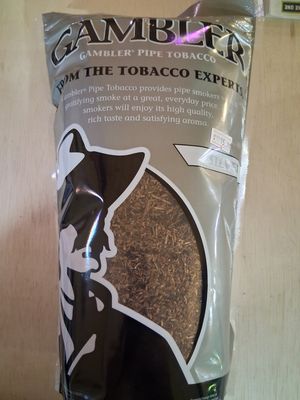 GAMBLER
GAMBLER® PIPE TOBACCO
FROM THE TOBACCO EXPERTS
Gambler® Pipe Tobacco provides pipe smokers
satisfying smoke at a great, everyday price
smokers will enjoy its high quality,
rich taste and satisfying aroma.